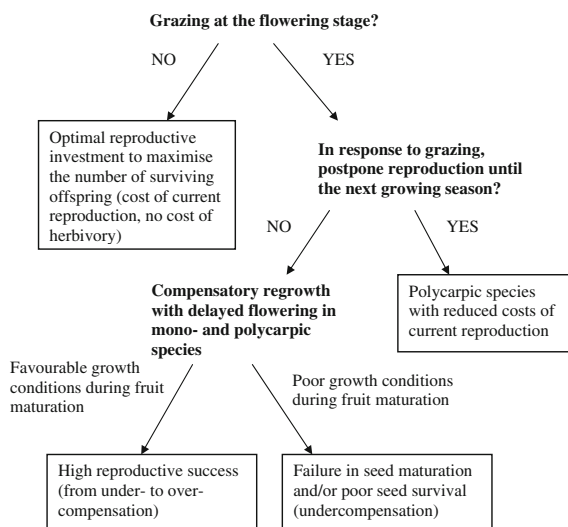 Grazing at the flowering stage?
NO
YES
Optimal reproductive
investment to maximise
the number of surviving
offspring (cost of current
reproduction, no cost of
herbivory)
In response to grazing,
postpone reproduction until
the next growing season?
NO
YES
Compensatory regrowth
with delayed flowering in
mono- and polycarpic
species
Polycarpic species
with reduced costs of
current reproduction
Favourable growth
conditions during fruit
maturation
Poor growth conditions
during fruit maturation
High reproductive success
(from under- to over-
compensation)
Failure in seed maturation
and/or poor seed survival
(undercompensation)